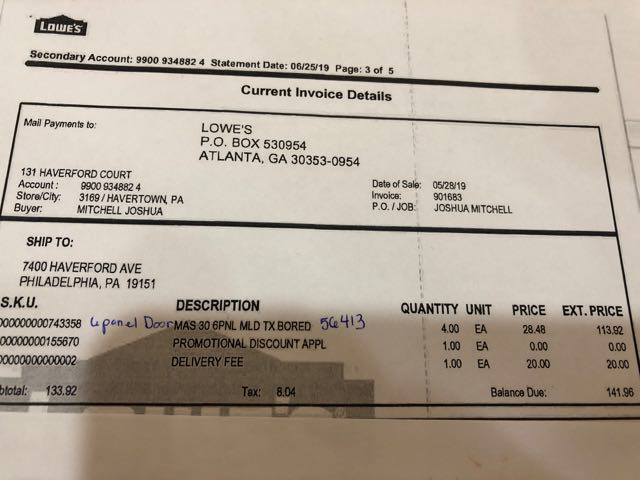 LOWE'S
Secondary Account: 9900 934882 4 Statement Date: 06/25/19 Page: 3 of 5
Current Invoice Details
Mail Payments to:
LOWE'S
P.O. BOX 530954
ATLANTA, GA 30353-0954
131 HAVERFORD COURT
Account : 9900 934882 4 Date of Sale: 05/28/19
Store/City: 3169 / HAVERTOWN, PA Invoice: 901683
Buyer: MITCHELL JOSHUA P.O. / JOB: JOSHUA MITCHELL
SHIP TO:
7400 HAVERFORD AVE
PHILADELPHIA, PA 19151
S.K.U. DESCRIPTION QUANTITY UNIT PRICE EXT. PRICE
000000000743358 6 panel Door MAS 30 6PNL MLD TX BORED 56413 4.00 EA 28.48 113.92
00000000155670 PROMOTIONAL DISCOUNT APPL 1.00 EA 0.00 0.00
00000000000002 DELIVERY FEE 1.00 EA 20.00 20.00
btotal: 133.92 Tax: 8.04 Balance Due: 141.96